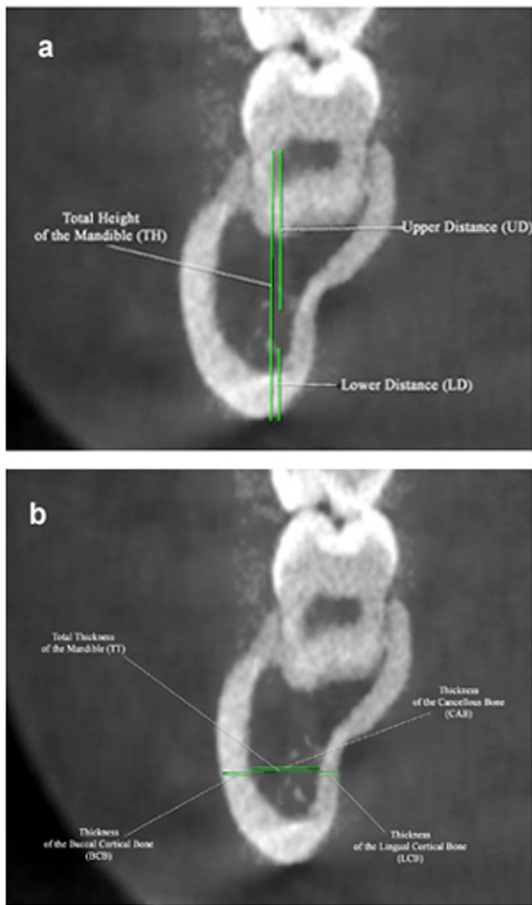 a
Total Height
of the Mandible (TH)
Upper Distance (UD)
Lower Distance (LD)
b
Total Thickness
of the Mandible (TT)
Thickness
of the Cancellous Bone
(CAB)
Thickness
of the Buccal Cortical Bone
(BCB)
Thickness
of the Lingual Cortical Bone
(LCB)